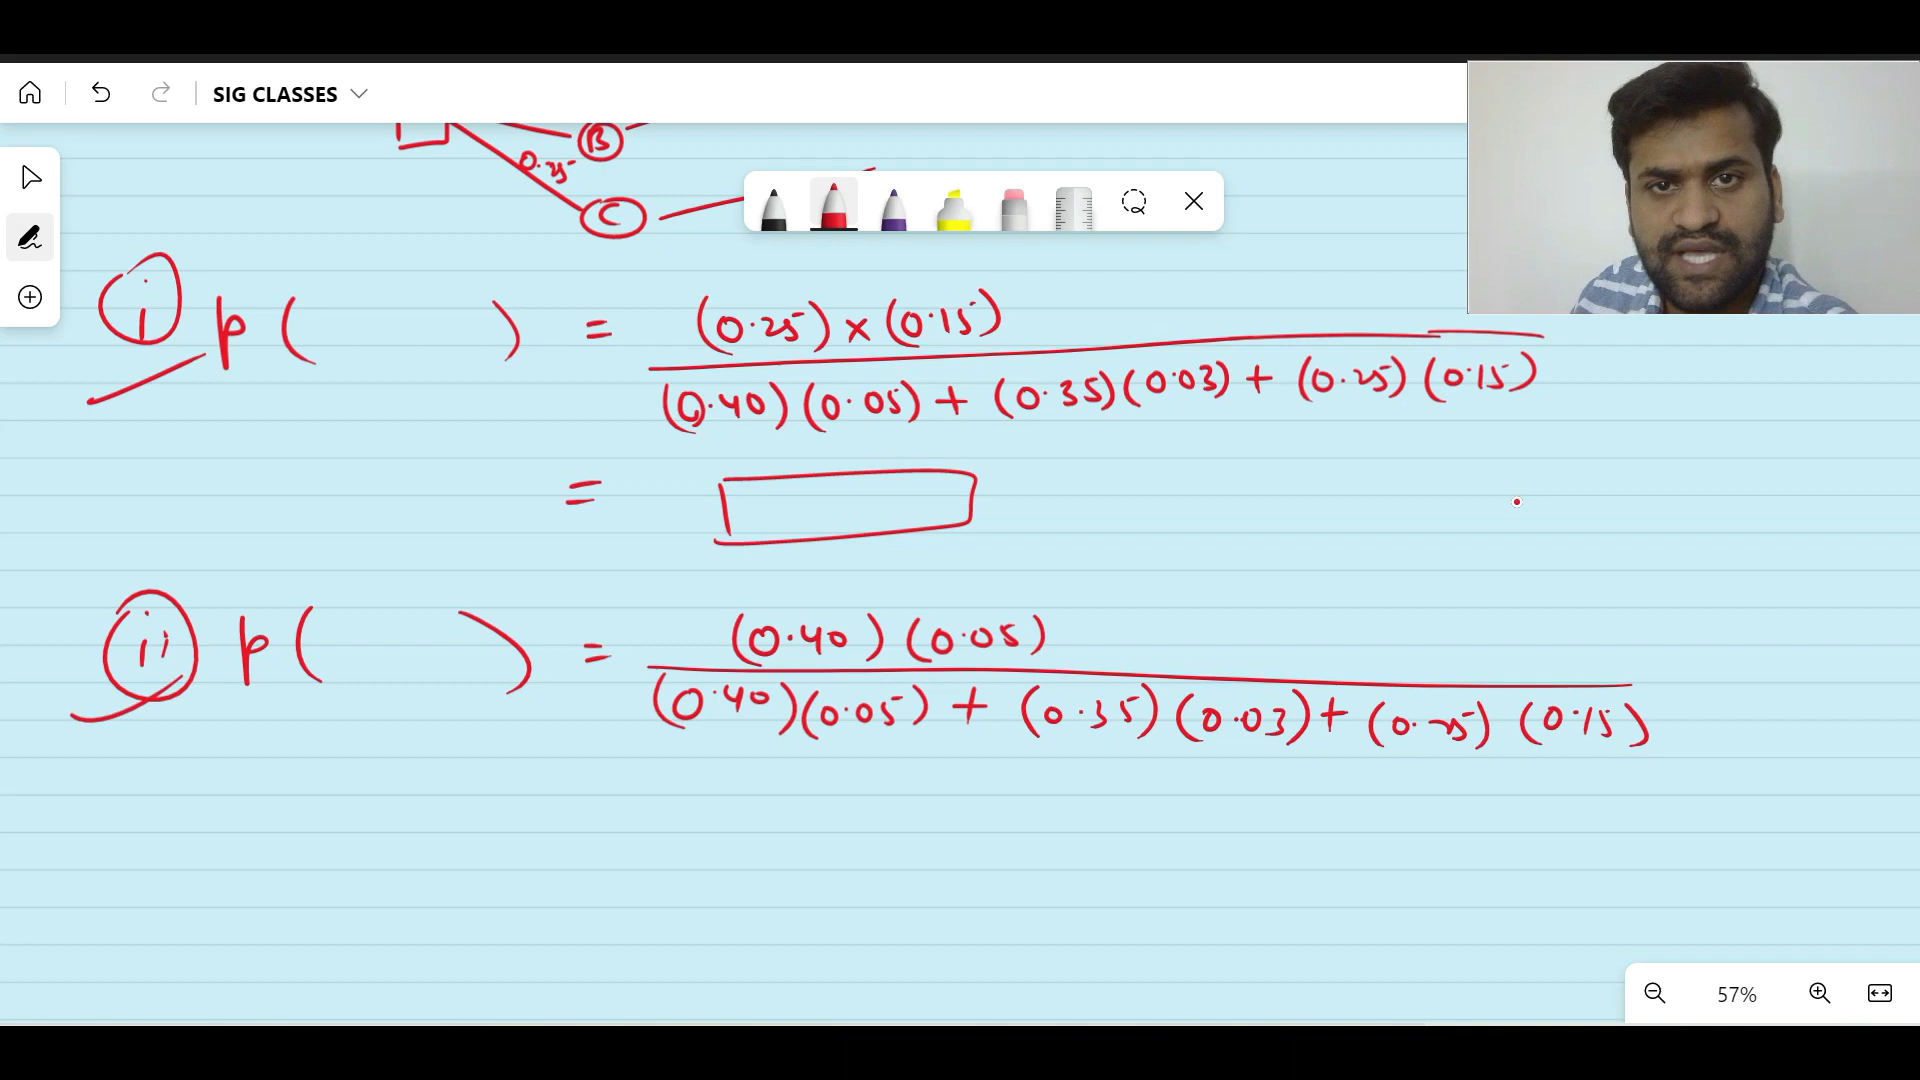 SIG CLASSES
B
0.25
C
i p( ) = (0.25) x (0.15)
(0.40)(0.05) + (0.35)(0.03) + (0.25)(0.15)
=
ii p( ) = (0.40)(0.05)
(0.40)(0.05) + (0.35)(0.03) + (0.25)(0.15)
57%